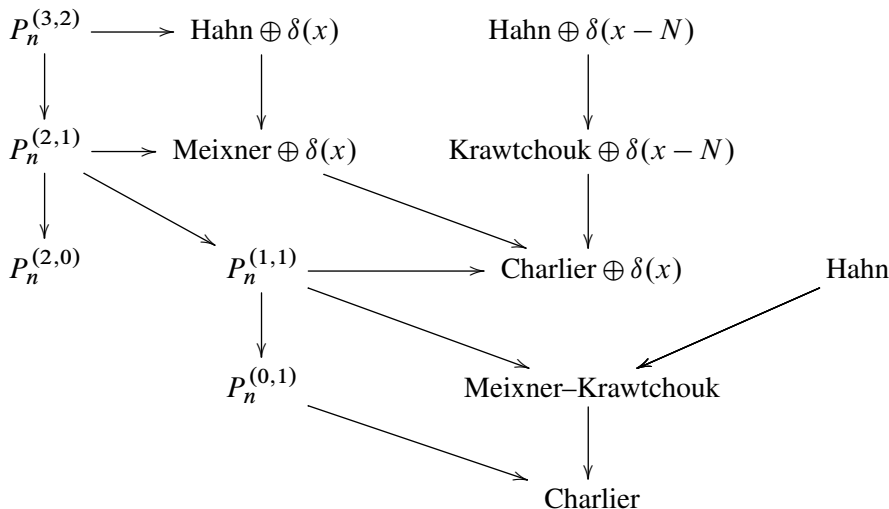 P_n^{(3,2)} Hahn ⊕ δ(x) Hahn ⊕ δ(x − N)
P_n^{(2,1)} Meixner ⊕ δ(x) Krawtchouk ⊕ δ(x − N)
P_n^{(2,0)} P_n^{(1,1)} Charlier ⊕ δ(x) Hahn
P_n^{(0,1)} Meixner–Krawtchouk
Charlier